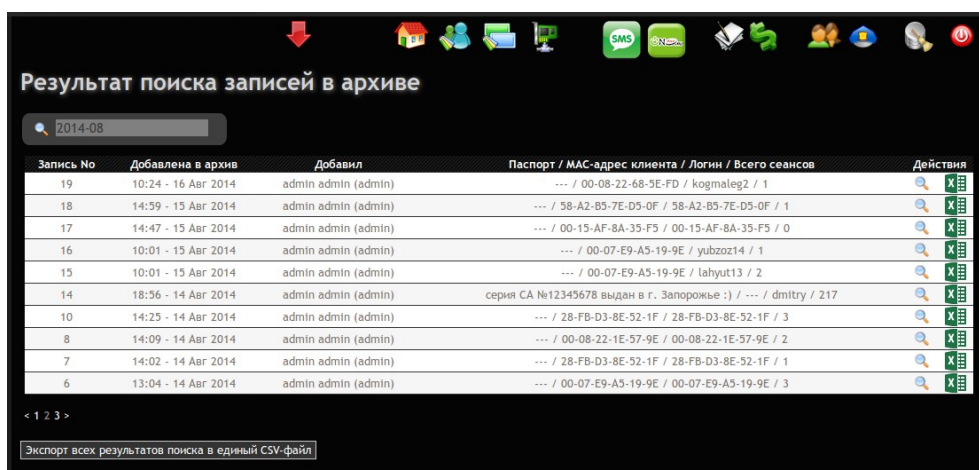 SMS
Результат поиска записей в архиве
2014-08
Запись No Добавлена в архив Добавил Паспорт / MAC-адрес клиента / Логин / Всего сеансов Действия
19 10:24 - 16 Авг 2014 admin admin (admin) --- / 00-08-22-68-5E-FD / kogmaleg2 / 1
18 14:59 - 15 Авг 2014 admin admin (admin) --- / 58-A2-B5-7E-D5-0F / 58-A2-B5-7E-D5-0F / 1
17 14:47 - 15 Авг 2014 admin admin (admin) --- / 00-15-AF-8A-35-F5 / 00-15-AF-8A-35-F5 / 0
16 10:01 - 15 Авг 2014 admin admin (admin) --- / 00-07-E9-A5-19-9E / yubzoz14 / 1
15 10:01 - 15 Авг 2014 admin admin (admin) --- / 00-07-E9-A5-19-9E / lahyut13 / 2
14 18:56 - 14 Авг 2014 admin admin (admin) серия СА №12345678 выдан в г. Запорожье :) / --- / dmitry / 217
10 14:25 - 14 Авг 2014 admin admin (admin) --- / 28-FB-D3-8E-52-1F / 28-FB-D3-8E-52-1F / 3
8 14:09 - 14 Авг 2014 admin admin (admin) --- / 00-08-22-1E-57-9E / 00-08-22-1E-57-9E / 2
7 14:02 - 14 Авг 2014 admin admin (admin) --- / 28-FB-D3-8E-52-1F / 28-FB-D3-8E-52-1F / 1
6 13:04 - 14 Авг 2014 admin admin (admin) --- / 00-07-E9-A5-19-9E / 00-07-E9-A5-19-9E / 3
< 1 2 3 >
Экспорт всех результатов поиска в единый CSV-файл